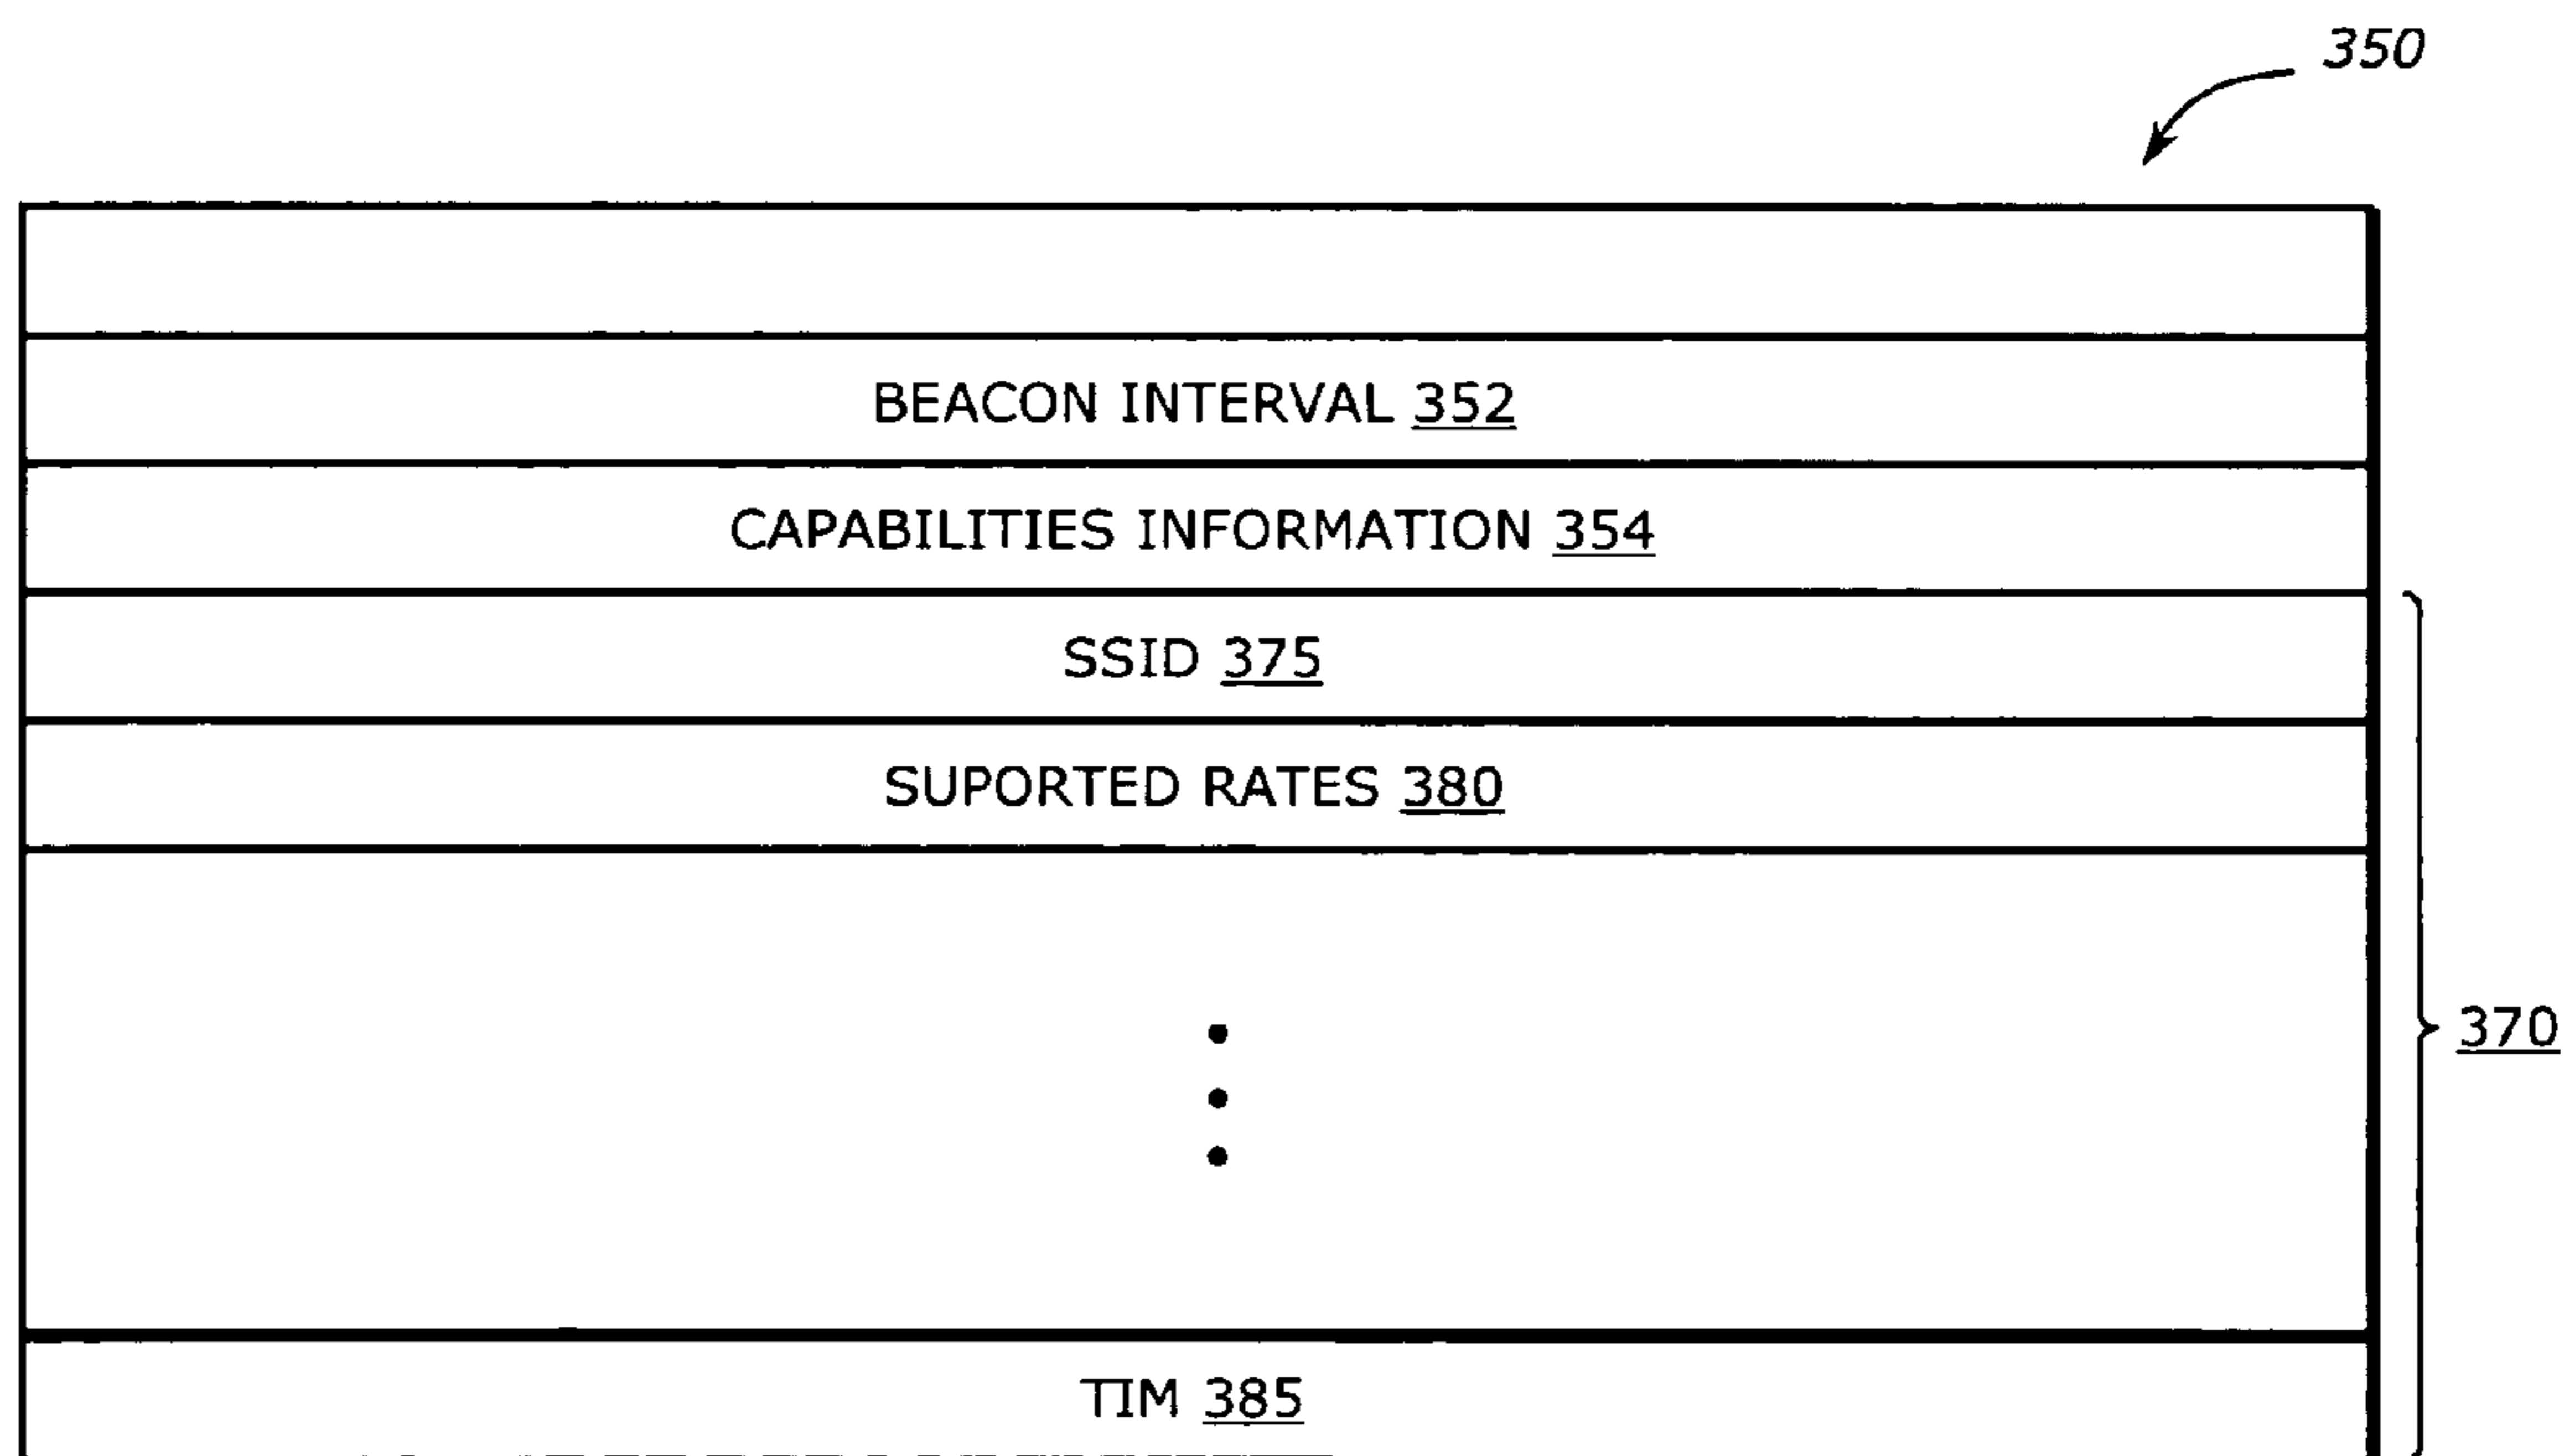 350
BEACON INTERVAL 352
CAPABILITIES INFORMATION 354
SSID 375
SUPORTED RATES 380
370
TIM 385